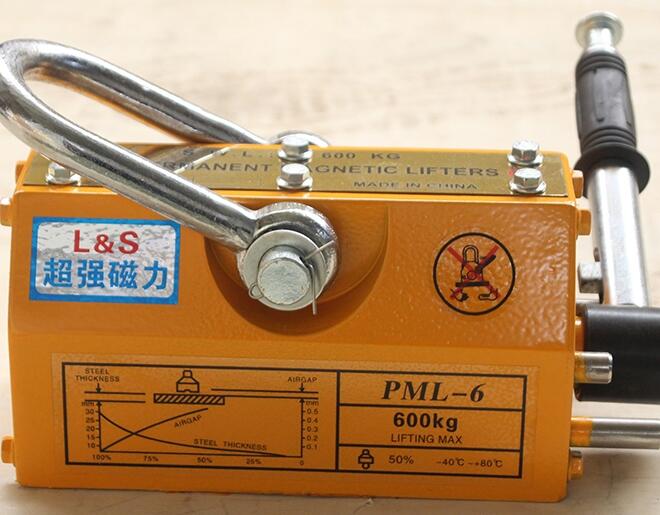 600 KG
MAGNETIC LIFTERS
MADE IN CHINA
L&S
超强磁力
STEEL
THICKNESS
AIRGAP
mm
mm
30
25
20
15
10
0.5
0.4
0.3
0.2
0.1
AIRGAP
STEEL THICKNESS
100%
75%
50%
25%
0
PML-6
600kg
LIFTING MAX
50% -40℃~+80℃